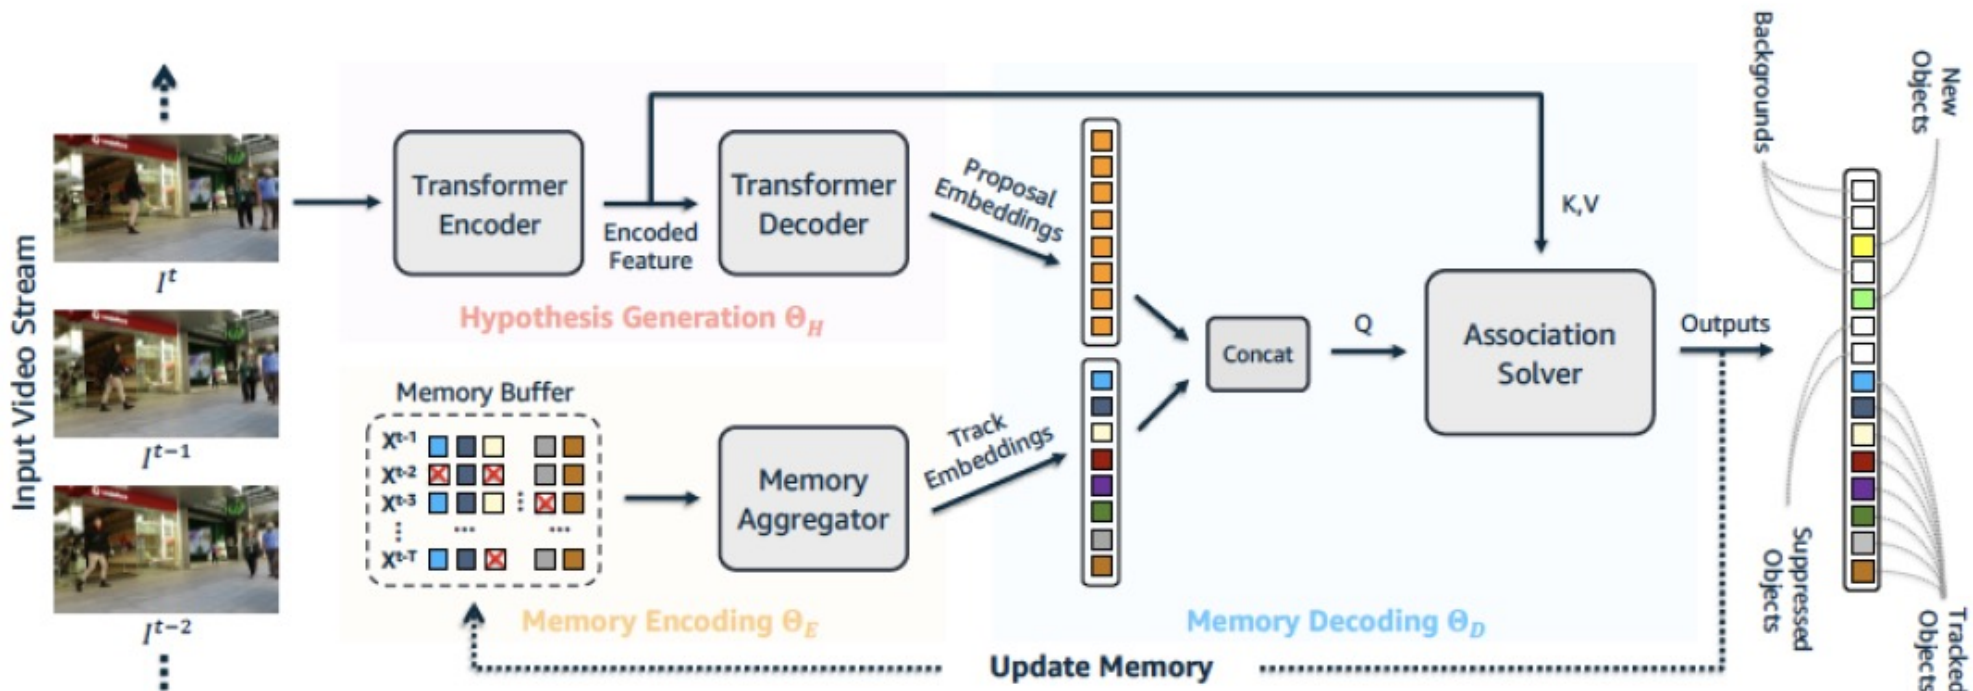 Input Video Stream
I^t
I^{t-1}
I^{t-2}
Transformer
Encoder
Encoded
Feature
Transformer
Decoder
Hypothesis Generation Θ_H
Proposal
Embeddings
K,V
Memory Buffer
X^{t-1}
X^{t-2}
X^{t-3}
X^{t-T}
Memory
Aggregator
Track
Embeddings
Memory Encoding Θ_E
Concat
Q
Association
Solver
Outputs
Memory Decoding Θ_D
Update Memory
Backgrounds
New
Objects
Suppressed
Objects
Tracked
Objects